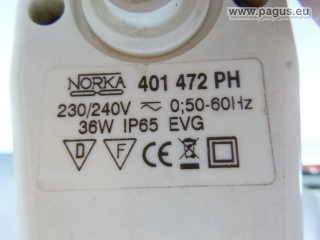 www.pagus.eu
NORKA 401 472 PH
230/240V ⏦ 0;50-60Hz
36W IP65 EVG
D F CE